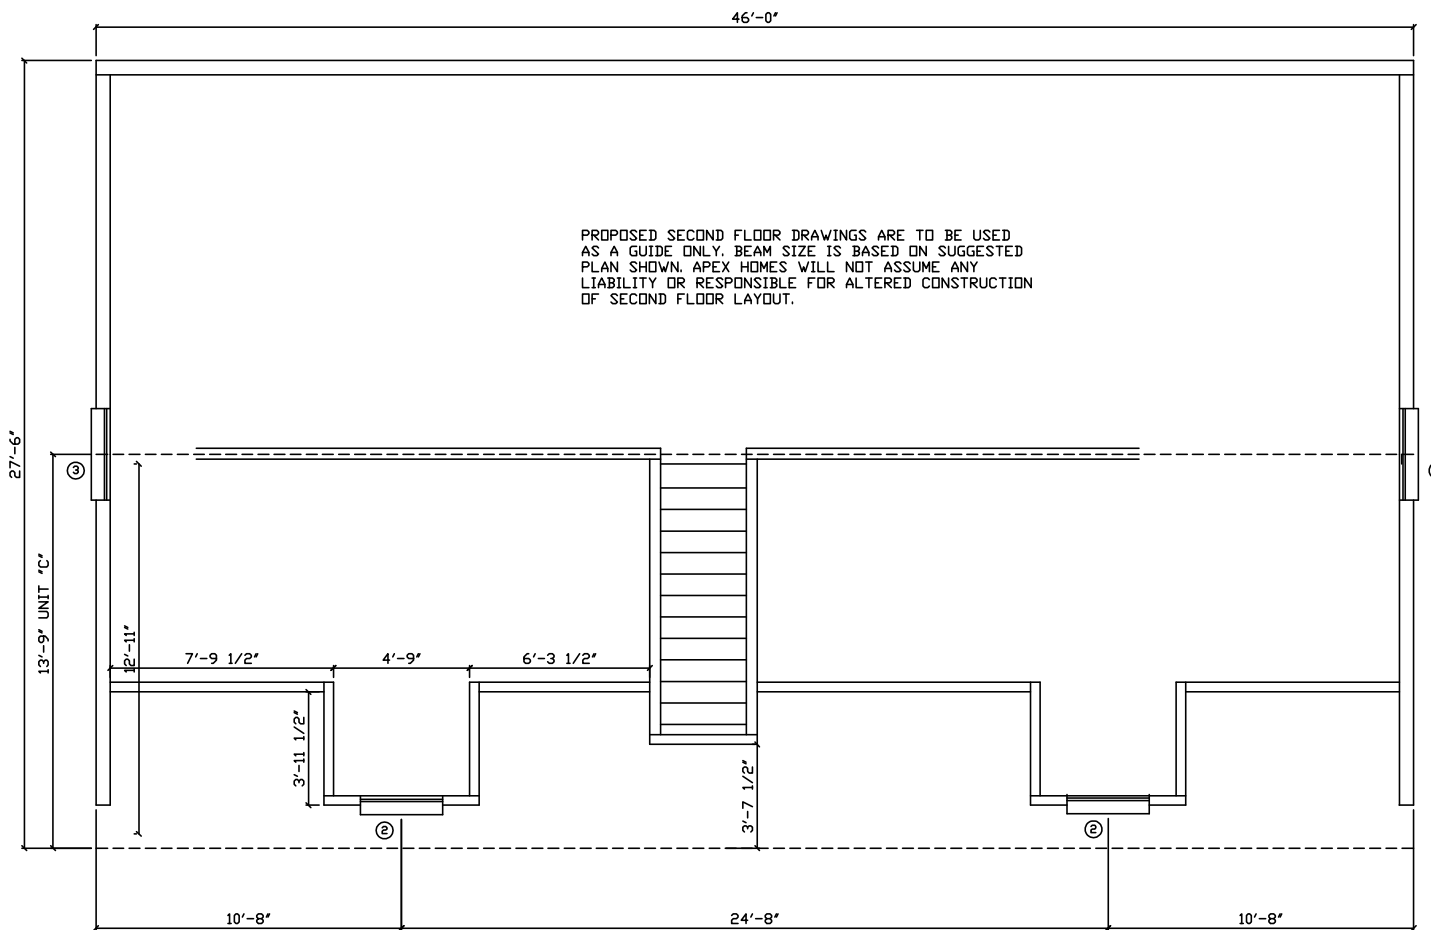 46'-0"
PROPOSED SECOND FLOOR DRAWINGS ARE TO BE USED
AS A GUIDE ONLY. BEAM SIZE IS BASED ON SUGGESTED
PLAN SHOWN. APEX HOMES WILL NOT ASSUME ANY
LIABILITY OR RESPONSIBLE FOR ALTERED CONSTRUCTION
OF SECOND FLOOR LAYOUT.
27'-6"
3
13'-9" UNIT "C"
12'-11"
7'-9 1/2"
4'-9"
6'-3 1/2"
3'-11 1/2"
3'-7 1/2"
2
2
10'-8"
24'-8"
10'-8"